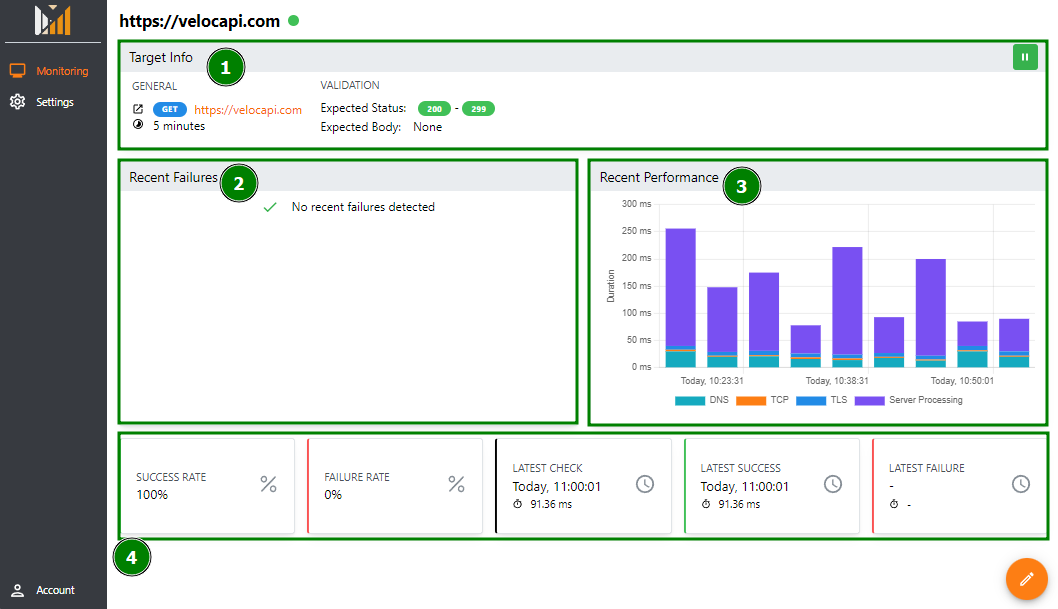 https://velocapi.com
Monitoring
Settings
Account
Target Info
1
GENERAL
GET https://velocapi.com
5 minutes
VALIDATION
Expected Status: 200 - 299
Expected Body: None
Recent Failures
2
No recent failures detected
Recent Performance
3
300 ms
250 ms
200 ms
150 ms
100 ms
50 ms
0 ms
Duration
Today, 10:23:31
Today, 10:38:31
Today, 10:50:01
DNS
TCP
TLS
Server Processing
SUCCESS RATE
100%
%
FAILURE RATE
0%
%
LATEST CHECK
Today, 11:00:01
91.36 ms
LATEST SUCCESS
Today, 11:00:01
91.36 ms
LATEST FAILURE
-
-
4